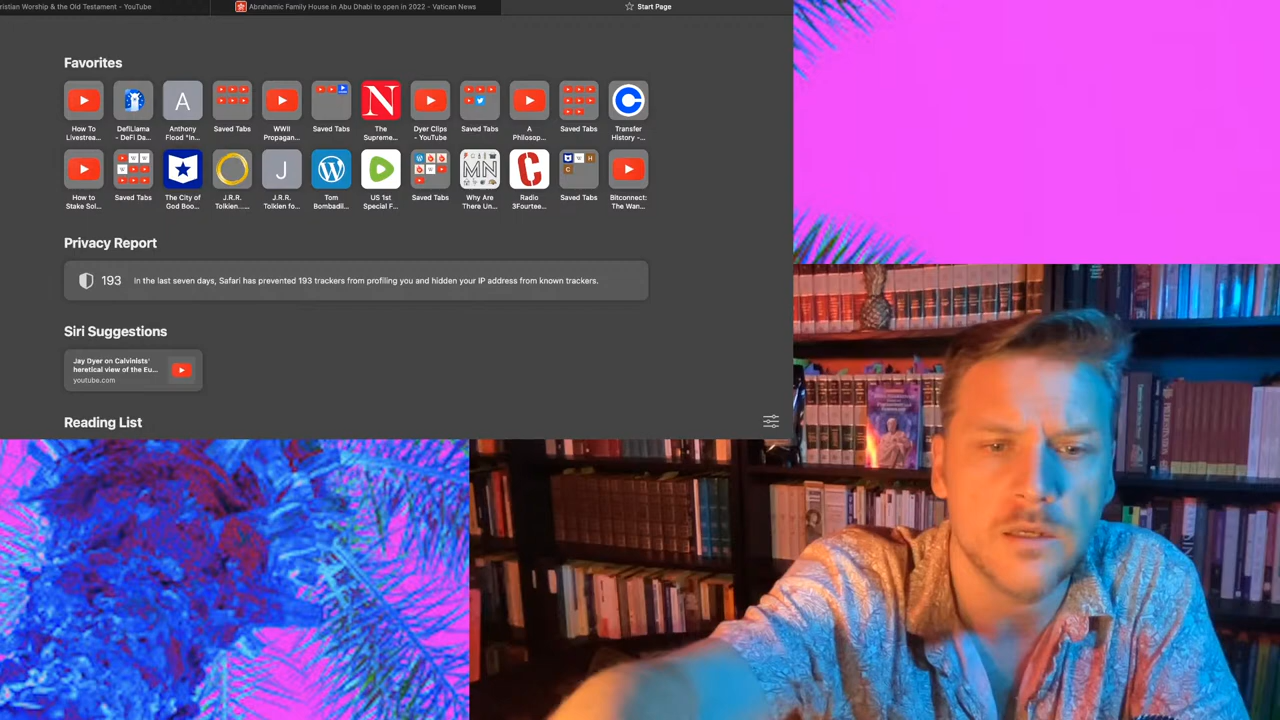 ristian Worship & the Old Testament - YouTube
Abrahamic Family House in Abu Dhabi to open in 2022 - Vatican News
Start Page
Favorites
How To
Livestrea...
DefiLlama
- DeFi Da...
A
Anthony
Flood "In...
Saved Tabs
WWII
Propagan...
Saved Tabs
N
The
Supreme...
Dyer Clips -
YouTube
Saved Tabs
A
Philosop...
Saved Tabs
Transfer
History -...
How to
Stake Sol...
Saved Tabs
The City of
God Boo...
J.R.R.
Tolkien....
J
J.R.R.
Tolkien fo...
Tom
Bombadil...
US 1st
Special F...
Saved Tabs
MN
Why Are
There Un...
Radio
3Fourtee...
Saved Tabs
Bitconnect:
The Wan...
Privacy Report
193
In the last seven days, Safari has prevented 193 trackers from profiling you and hidden your IP address from known trackers.
Siri Suggestions
Jay Dyer on Calvinists'
heretical view of the Eu...
youtube.com
Reading List